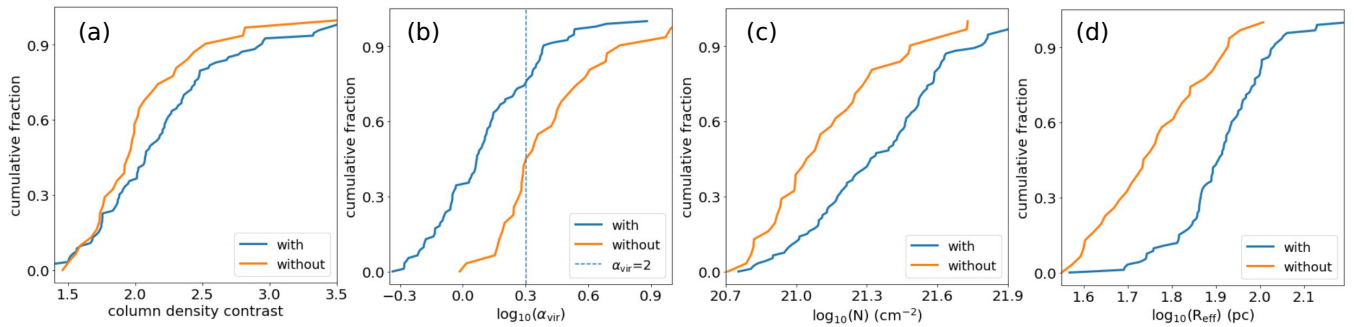 (a)
cumulative fraction
0.9
0.6
0.3
0.0
1.5 2.0 2.5 3.0 3.5
column density contrast
with
without
(b)
cumulative fraction
0.9
0.6
0.3
0.0
−0.3 0.0 0.3 0.6 0.9
log₁₀(α_vir)
with
without
α_vir=2
(c)
cumulative fraction
0.9
0.6
0.3
0.0
20.7 21.0 21.3 21.6 21.9
log₁₀(N) (cm⁻²)
with
without
(d)
cumulative fraction
0.9
0.6
0.3
0.0
1.6 1.7 1.8 1.9 2.0 2.1
log₁₀(R_eff) (pc)
with
without